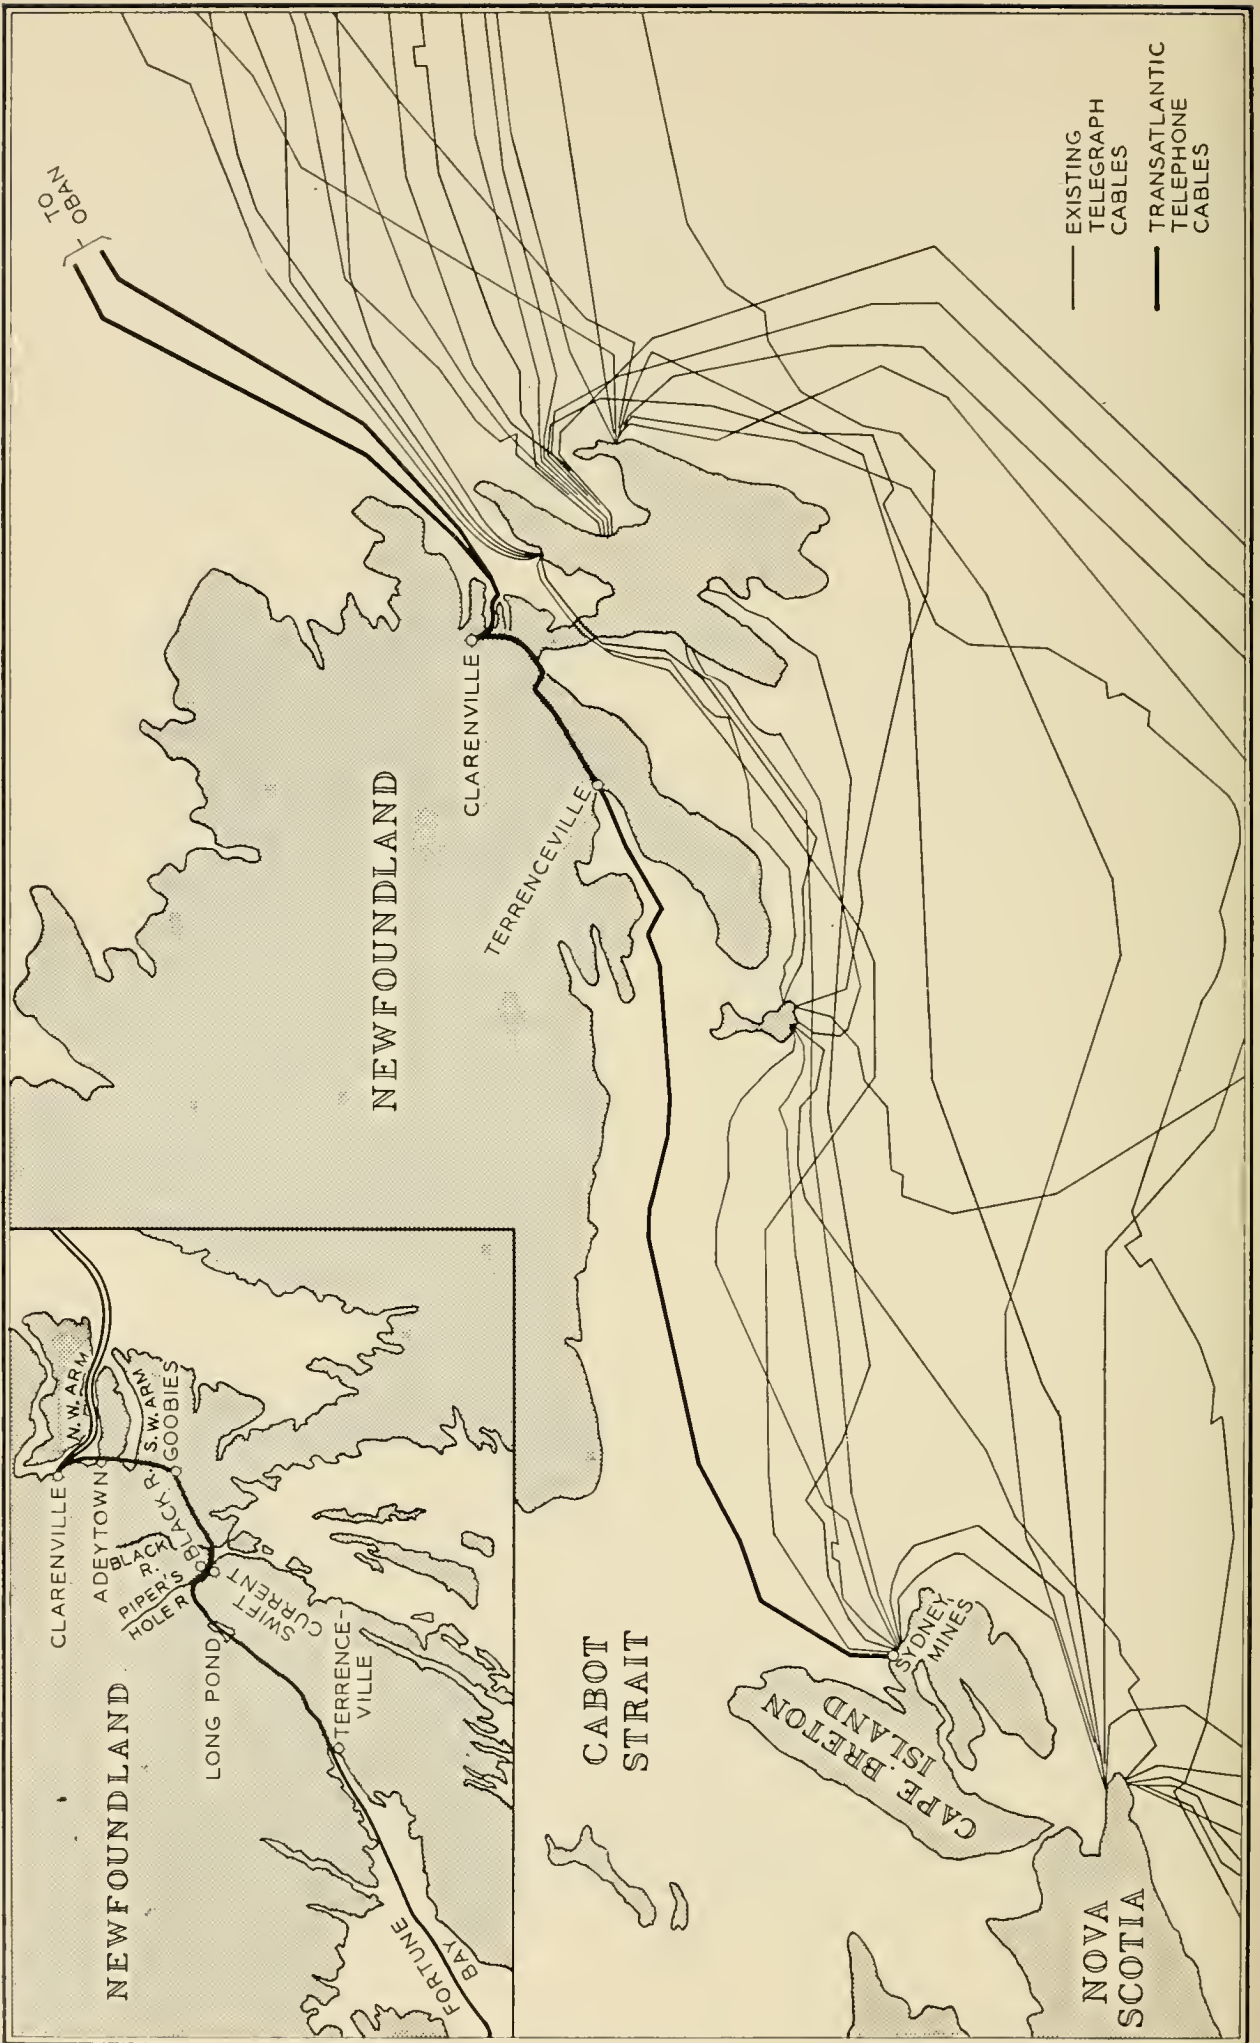 CLARENVILLE
ADEYTOWN
N.W. ARM
S.W. ARM
GOOBIES
BLACK R.
BLACK
R.
PIPER'S
HOLE R
SWIFT
CURRENT
LONG POND
TERRENCE-
VILLE
NEWFOUNDLAND
FORTUNE
BAY
TO
OBAN
NEWFOUNDLAND
CLARENVILLE
TERRENCEVILLE
CABOT
STRAIT
CAPE BRETON
ISLAND
SYDNEY
MINES
NOVA
SCOTIA
EXISTING
TELEGRAPH
CABLES
TRANSATLANTIC
TELEPHONE
CABLES